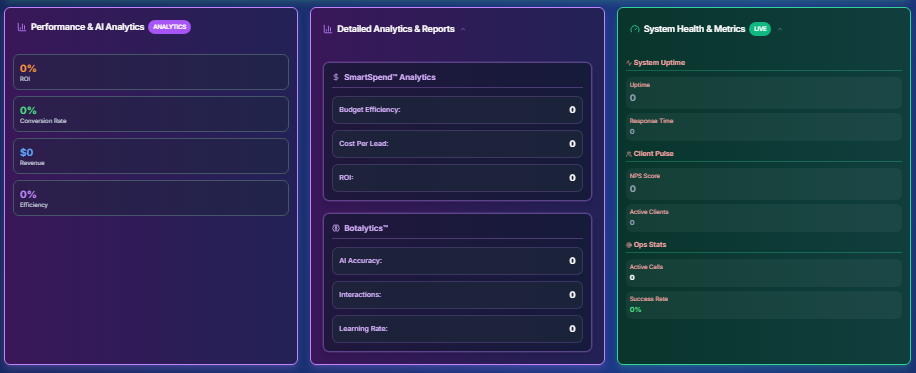 Performance & AI Analytics ANALYTICS
0%
ROI
0%
Conversion Rate
$0
Revenue
0%
Efficiency
Detailed Analytics & Reports
SmartSpend™ Analytics
Budget Efficiency: 0
Cost Per Lead: 0
ROI: 0
Botalytics™
AI Accuracy: 0
Interactions: 0
Learning Rate: 0
System Health & Metrics LIVE
System Uptime
Uptime
0
Response Time
0
Client Pulse
NPS Score
0
Active Clients
0
Ops Stats
Active Calls
0
Success Rate
0%